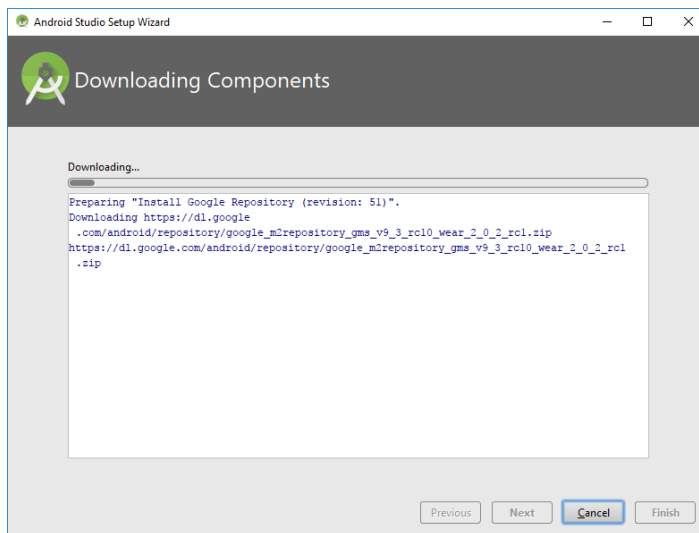 Android Studio Setup Wizard
Downloading Components
Downloading...
Preparing "Install Google Repository (revision: 51)".
Downloading https://dl.google
.com/android/repository/google_m2repository_gms_v9_3_rc10_wear_2_0_2_rc1.zip
https://dl.google.com/android/repository/google_m2repository_gms_v9_3_rc10_wear_2_0_2_rc1
.zip
Previous Next Cancel Finish